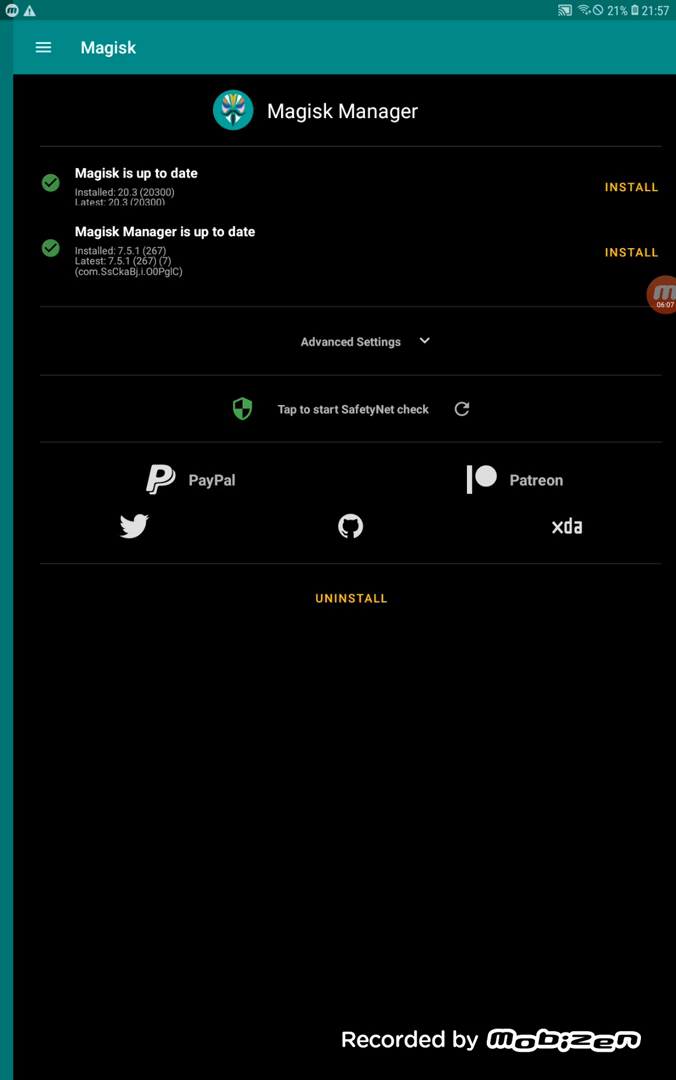 21% 21:57
Magisk
Magisk Manager
Magisk is up to date
Installed: 20.3 (20300)
Latest: 20.3 (20300)
INSTALL
Magisk Manager is up to date
Installed: 7.5.1 (267)
Latest: 7.5.1 (267) (7)
(com.SsCkaBj.i.O0PglC)
INSTALL
06:07
Advanced Settings
Tap to start SafetyNet check
PayPal
Patreon
xda
UNINSTALL
Recorded by Mobizen